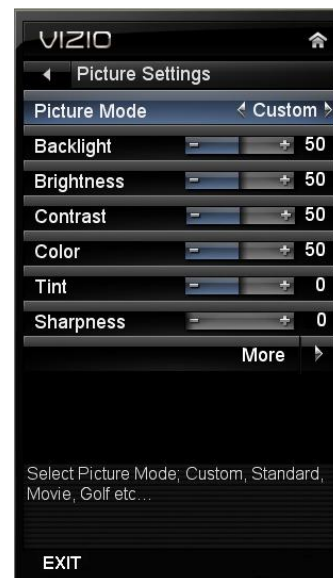 VIZIO
Picture Settings
Picture Mode Custom
Backlight - + 50
Brightness - + 50
Contrast - + 50
Color - + 50
Tint - + 0
Sharpness - + 0
More
Select Picture Mode; Custom, Standard,
Movie, Golf etc...
EXIT